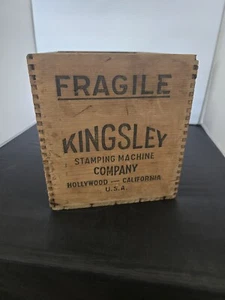 FRAGILE
KINGSLEY
STAMPING MACHINE
COMPANY
HOLLYWOOD — CALIFORNIA
U.S.A.